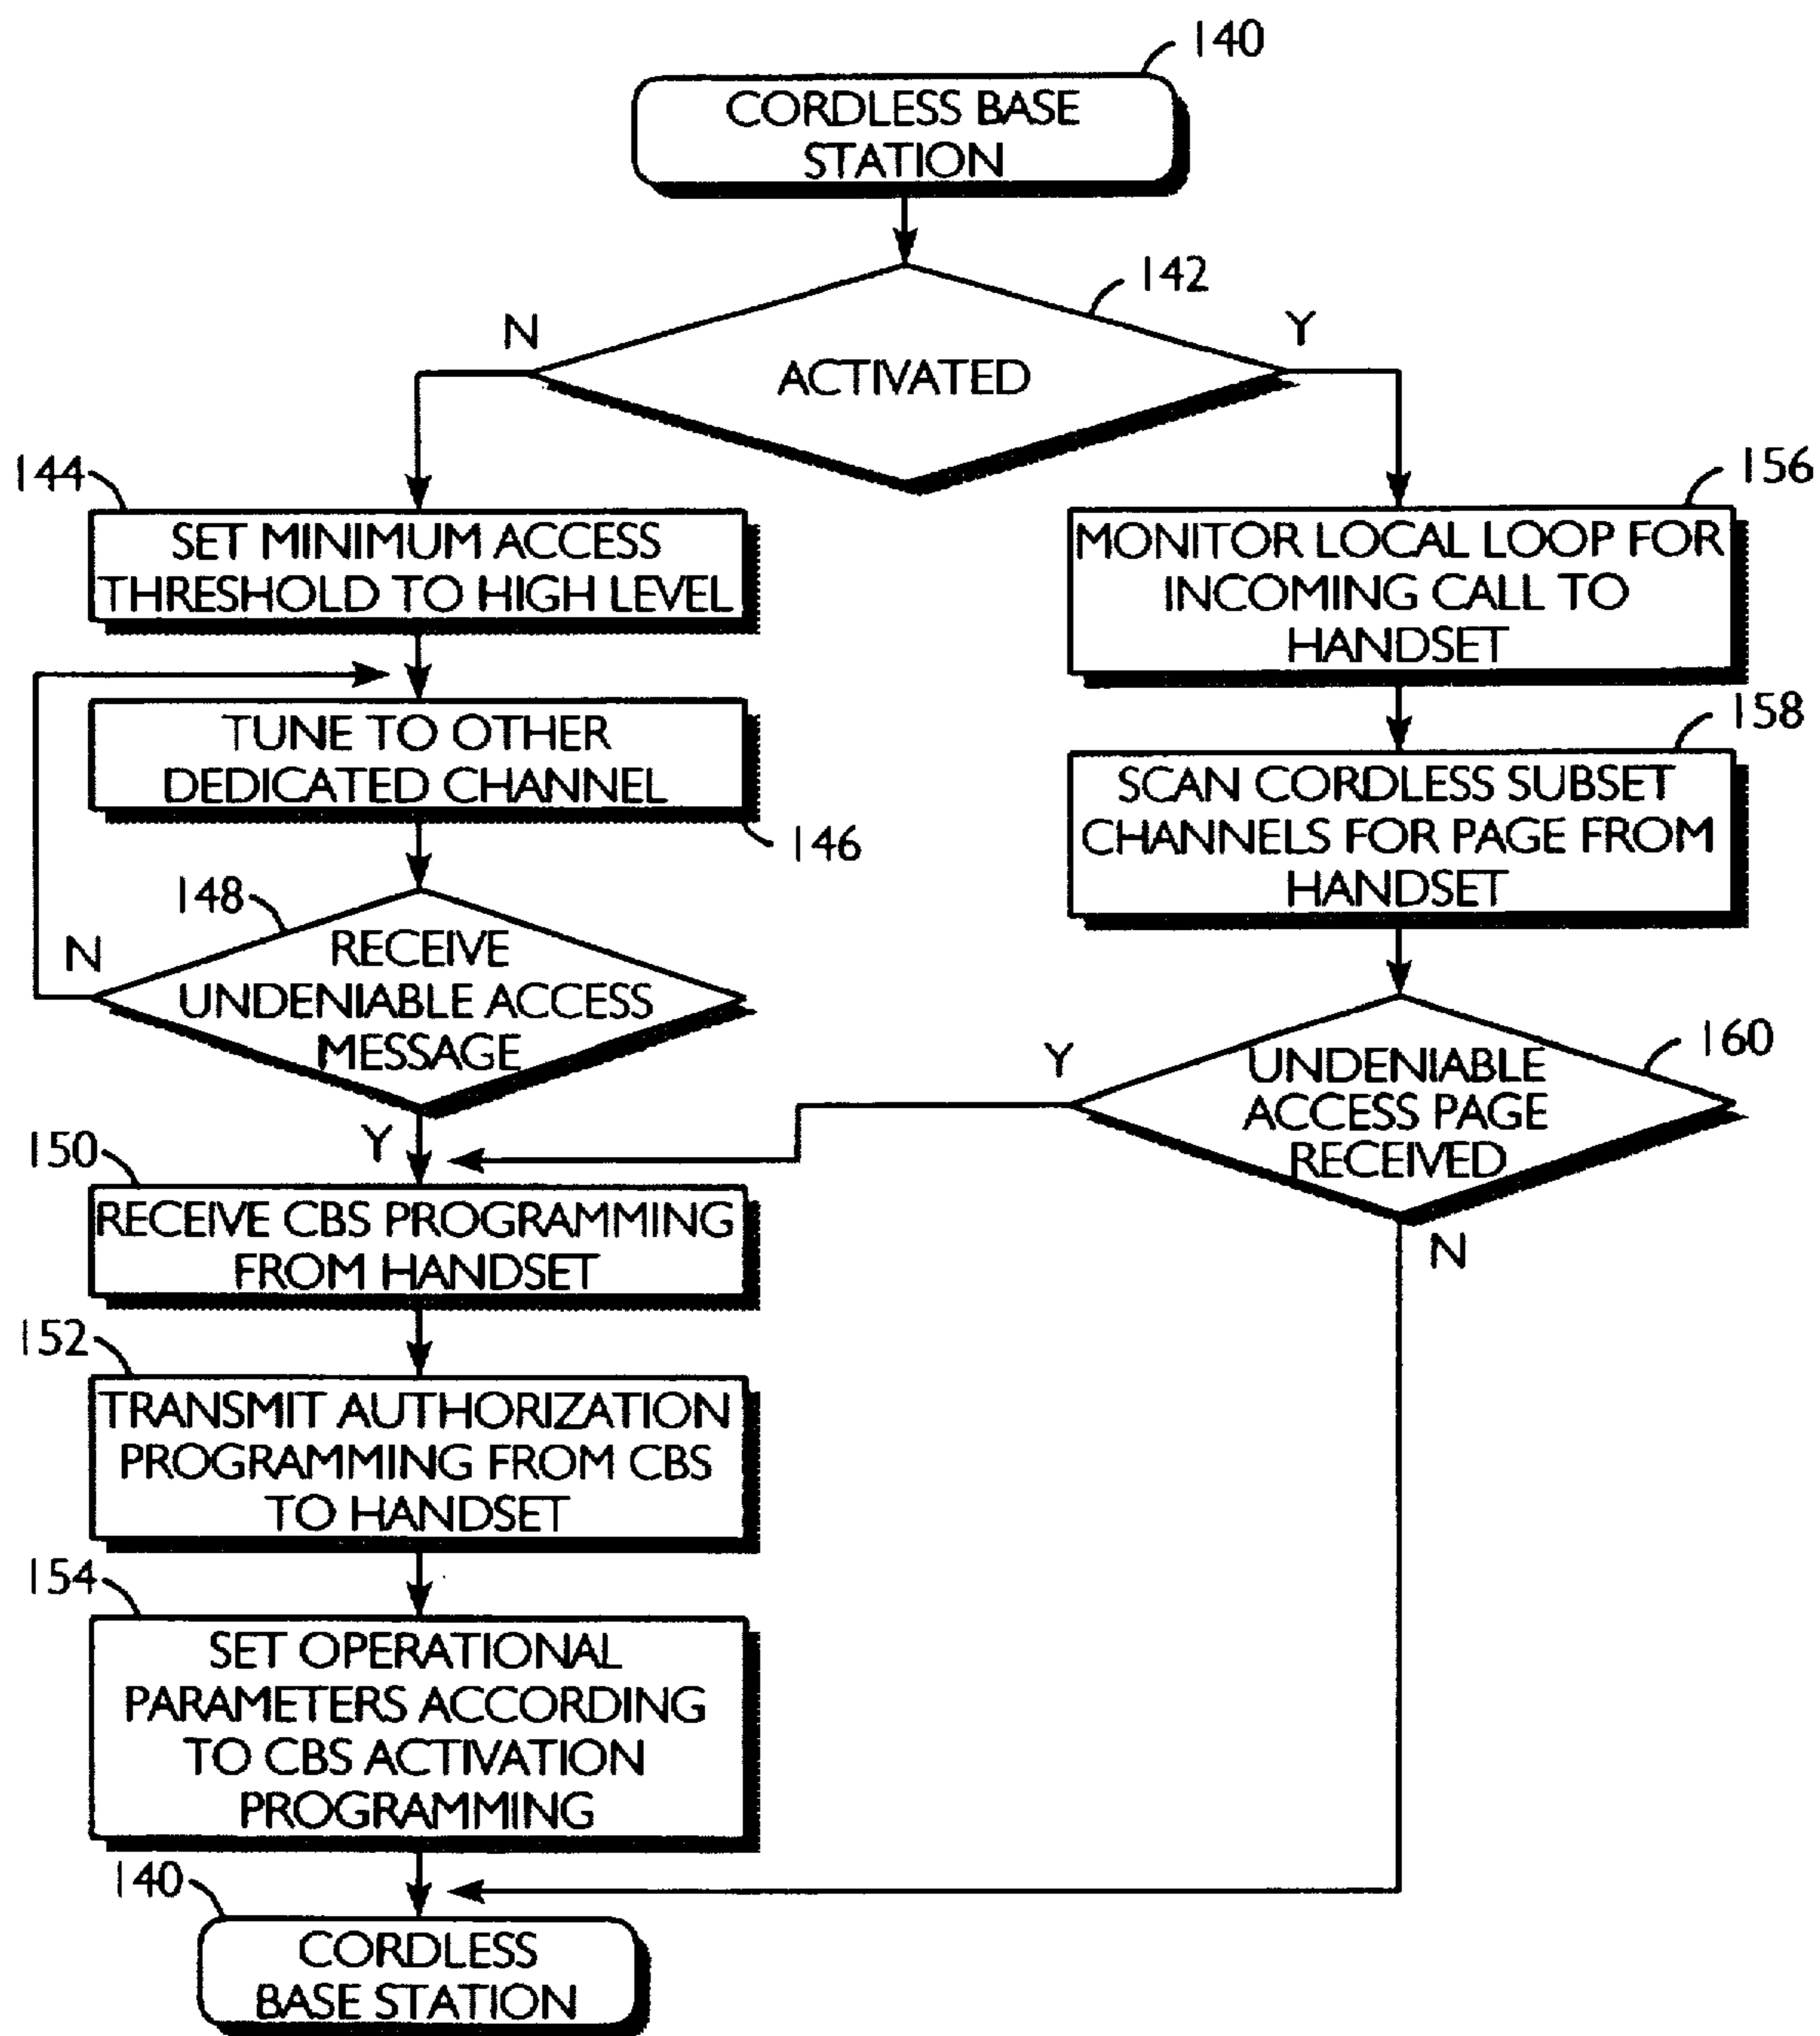 140
CORDLESS BASE
STATION
142
N
Y
ACTIVATED
144
SET MINIMUM ACCESS
THRESHOLD TO HIGH LEVEL
156
MONITOR LOCAL LOOP FOR
INCOMING CALL TO
HANDSET
TUNE TO OTHER
DEDICATED CHANNEL
146
158
SCAN CORDLESS SUBSET
CHANNELS FOR PAGE FROM
HANDSET
148
N
RECEIVE
UNDENIABLE ACCESS
MESSAGE
Y
160
Y
UNDENIABLE
ACCESS PAGE
RECEIVED
N
150
RECEIVE CBS PROGRAMMING
FROM HANDSET
152
TRANSMIT AUTHORIZATION
PROGRAMMING FROM CBS
TO HANDSET
154
SET OPERATIONAL
PARAMETERS ACCORDING
TO CBS ACTIVATION
PROGRAMMING
140
CORDLESS
BASE STATION